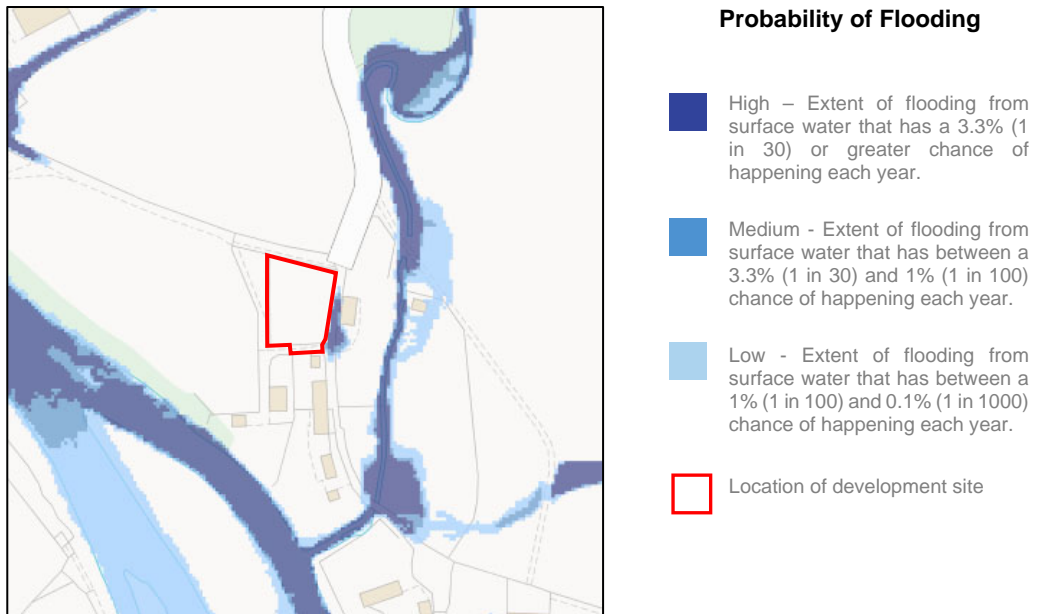 Probability of Flooding
High – Extent of flooding from
surface water that has a 3.3% (1
in 30) or greater chance of
happening each year.
Medium - Extent of flooding from
surface water that has between a
3.3% (1 in 30) and 1% (1 in 100)
chance of happening each year.
Low - Extent of flooding from
surface water that has between a
1% (1 in 100) and 0.1% (1 in 1000)
chance of happening each year.
Location of development site